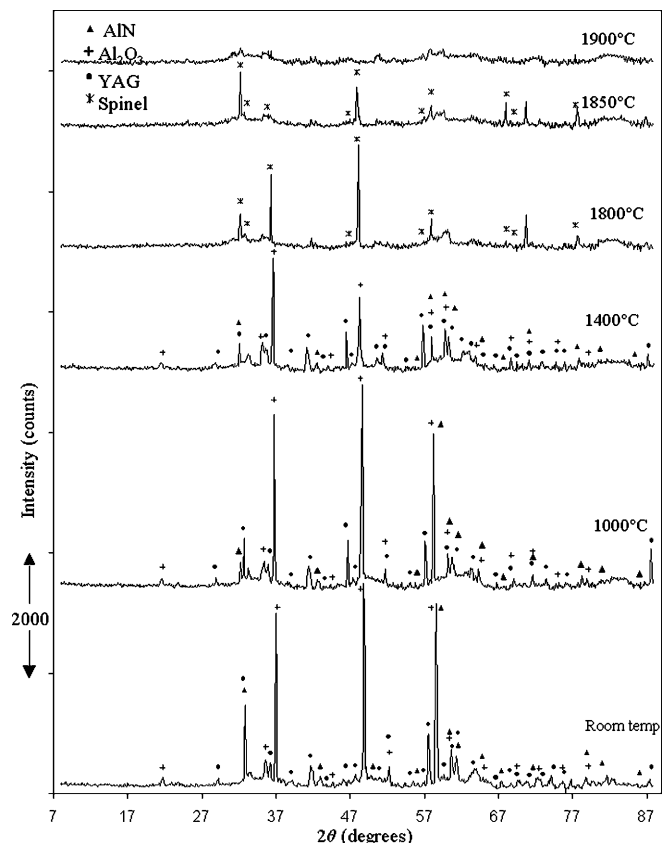 AlN
Al₂O₃
YAG
Spinel
1900°C
1850°C
1800°C
1400°C
1000°C
Room temp
Intensity (counts)
2000
7 17 27 37 47 57 67 77 87
2θ (degrees)